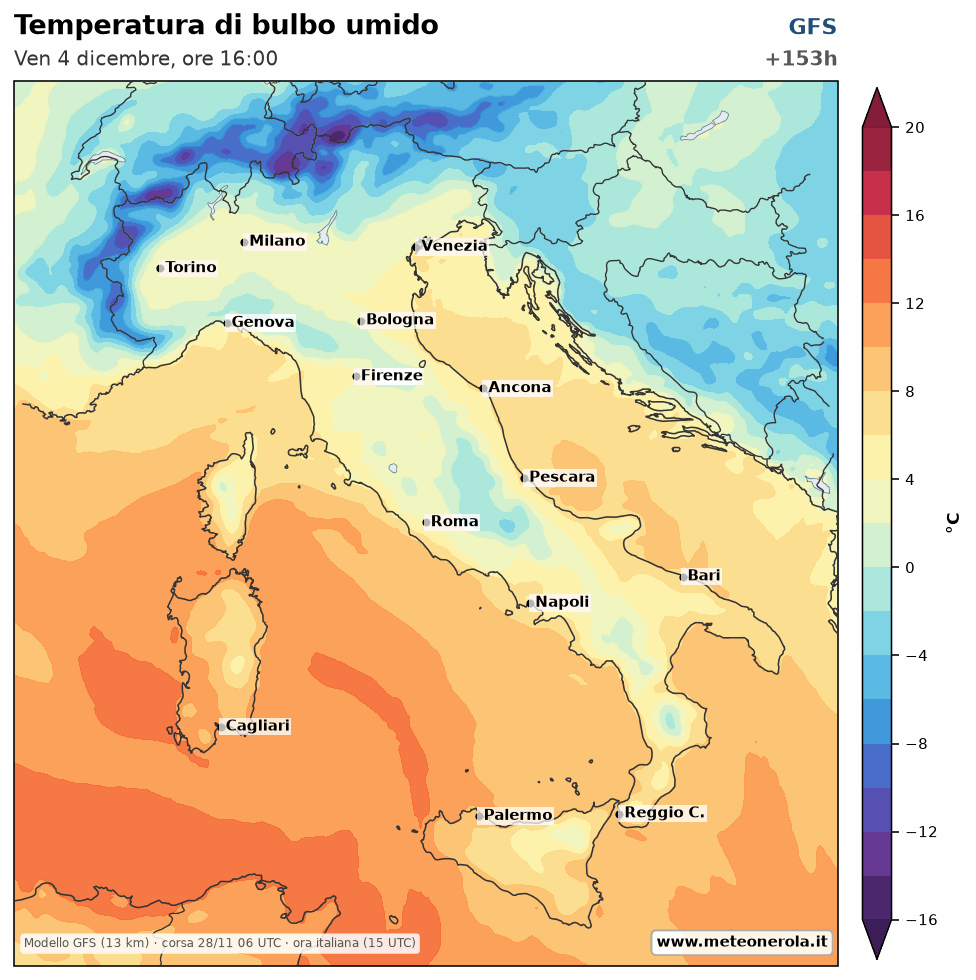 Temperatura di bulbo umido
GFS
Ven 4 dicembre, ore 16:00
+153h
Milano
Venezia
Torino
Genova
Bologna
Firenze
Ancona
Pescara
Roma
Bari
Napoli
Cagliari
Palermo
Reggio C.
20
16
12
8
4
0
−4
−8
−12
−16
°C
Modello GFS (13 km) · corsa 28/11 06 UTC · ora italiana (15 UTC)
www.meteonerola.it